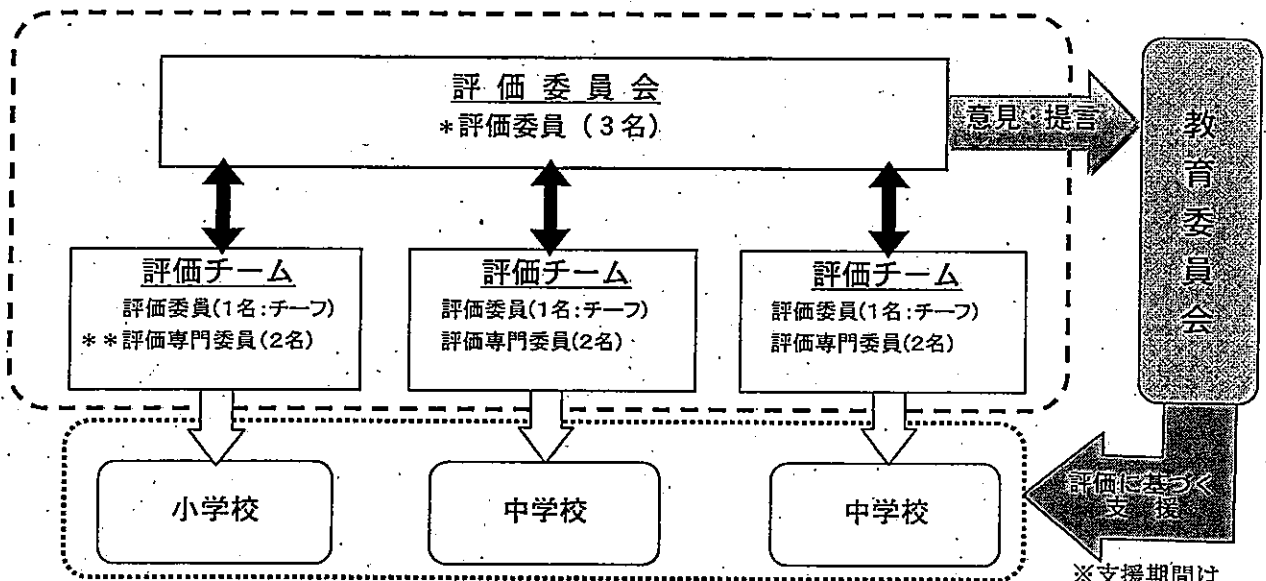 評価委員会
*評価委員(3名)
意見・提言
教育委員会
評価チーム
評価委員(1名:チーフ)
**評価専門委員(2名)
評価チーム
評価委員(1名:チーフ)
評価専門委員(2名)
評価チーム
評価委員(1名:チーフ)
評価専門委員(2名)
小学校
中学校
中学校
評価に基づく
支援
※支援期間は